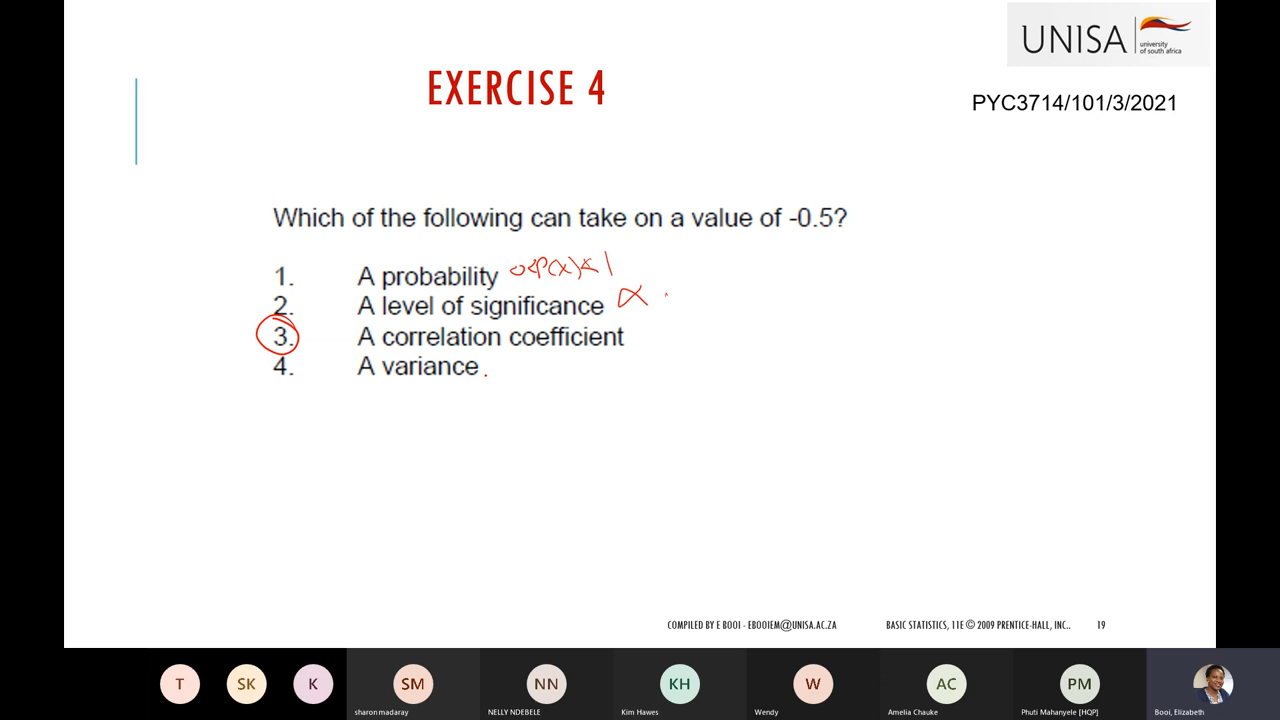 UNISA
university
of south africa
EXERCISE 4
PYC3714/101/3/2021
Which of the following can take on a value of -0.5?
1. A probability 0<P(x)<1
2. A level of significance α
3. A correlation coefficient
4. A variance
COMPILED BY E BOOI - EBOOIEM@UNISA.AC.ZA BASIC STATISTICS, 11E © 2009 PRENTICE-HALL, INC.. 19
T SK K SM NN KH W AC PM
sharon madaray NELLY NDEBELE Kim Hawes Wendy Amelia Chauke Phuti Mahanyele [HQP] Booi, Elizabeth